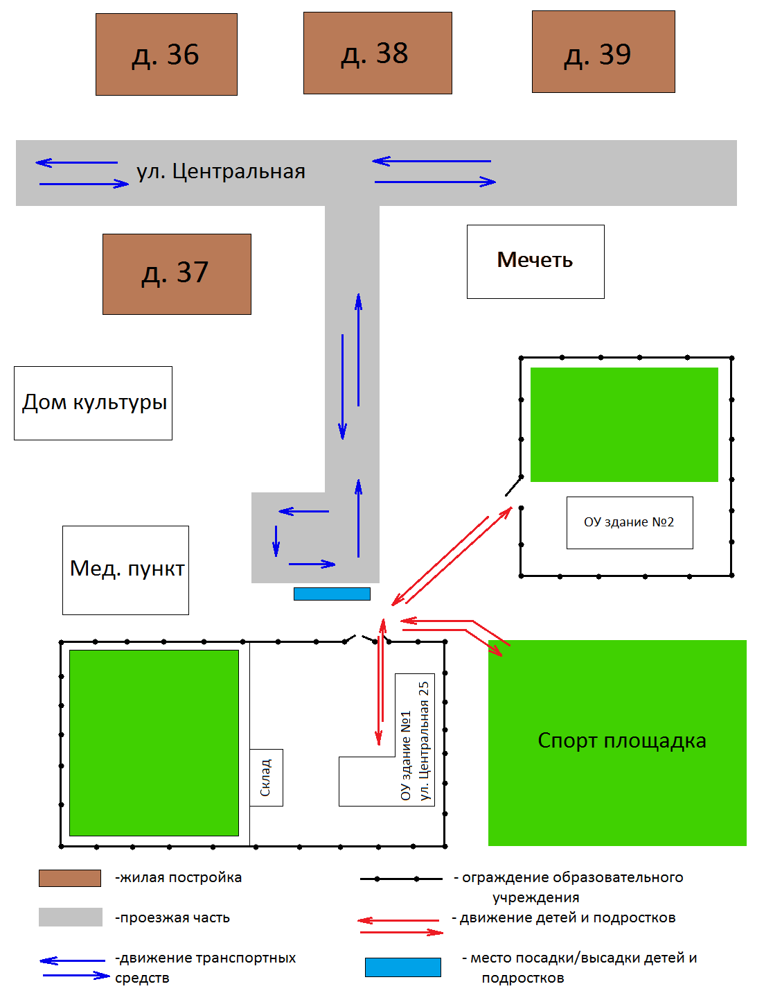 д. 36
д. 38
д. 39
ул. Центральная
д. 37
Мечеть
Дом культуры
ОУ здание №2
Мед. пункт
Спорт площадка
Склад
ОУ здание №1
ул. Центральная 25
-жилая постройка
- ограждение образовательного
учреждения
-проезжая часть
- движение детей и подростков
-движение транспортных
средств
- место посадки/высадки детей и
подростков